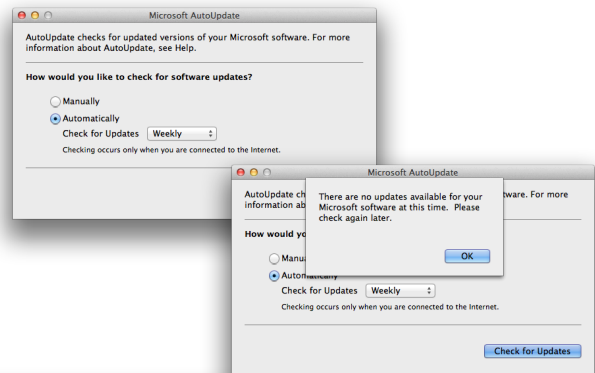 Microsoft AutoUpdate
AutoUpdate checks for updated versions of your Microsoft software. For more
information about AutoUpdate, see Help.
How would you like to check for software updates?
Manually
Automatically
Check for Updates Weekly
Checking occurs only when you are connected to the Internet.
Microsoft AutoUpdate
AutoUpdate ch tware. For more
information ab
There are no updates available for your
Microsoft software at this time. Please
check again later.
OK
How would yo
Manua
Automatically
Check for Updates Weekly
Checking occurs only when you are connected to the Internet.
Check for Updates